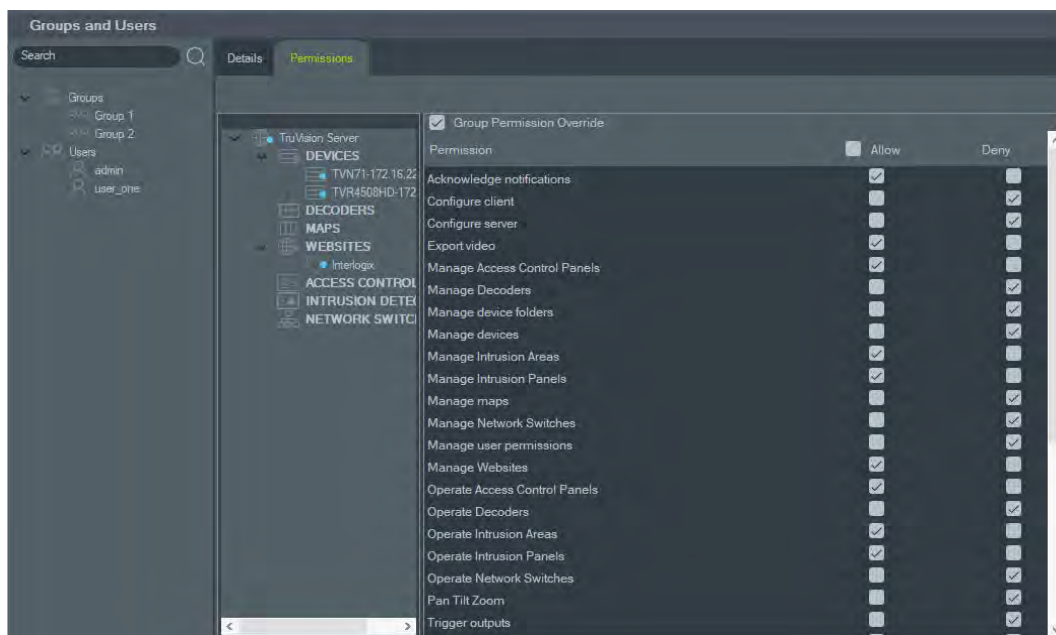 Groups and Users
Search
Groups
Group 1
Group 2
Users
admin
user_one
Details
Permissions
TruVision Server
DEVICES
TVN71-172.16.22
TVR4508HD-172
DECODERS
MAPS
WEBSITES
Interlogix
ACCESS CONTROL
INTRUSION DETE
NETWORK SWITC
Group Permission Override
Permission Allow Deny
Acknowledge notifications
Configure client
Configure server
Export video
Manage Access Control Panels
Manage Decoders
Manage device folders
Manage devices
Manage Intrusion Areas
Manage Intrusion Panels
Manage maps
Manage Network Switches
Manage user permissions
Manage Websites
Operate Access Control Panels
Operate Decoders
Operate Intrusion Areas
Operate Intrusion Panels
Operate Network Switches
Pan Tilt Zoom
Trigger outputs